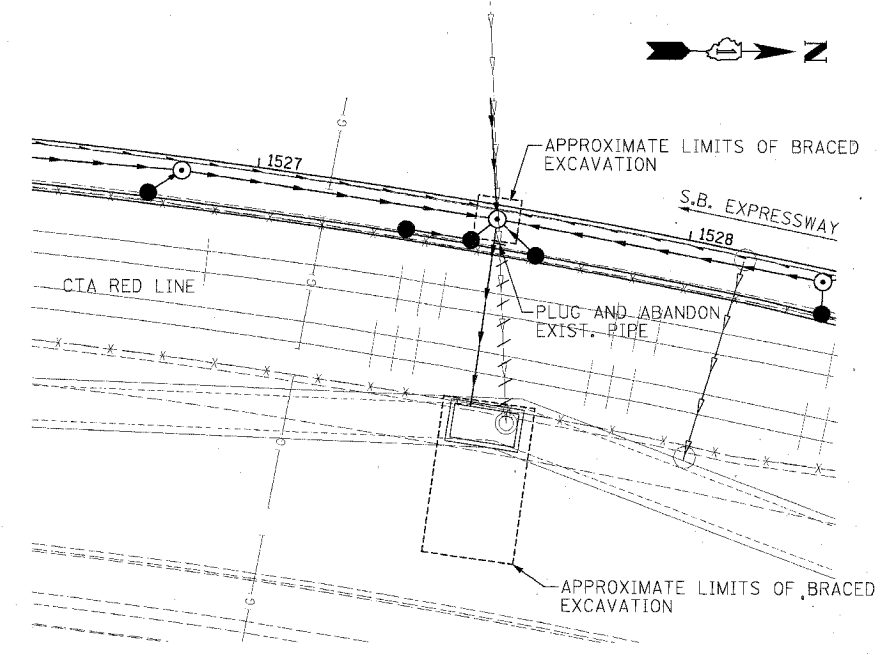 N
1527
APPROXIMATE LIMITS OF BRACED
EXCAVATION
S.B. EXPRESSWAY
1528
G
CTA RED LINE
G
PLUG AND ABANDON
EXIST. PIPE
G
G
APPROXIMATE LIMITS OF BRACED
EXCAVATION